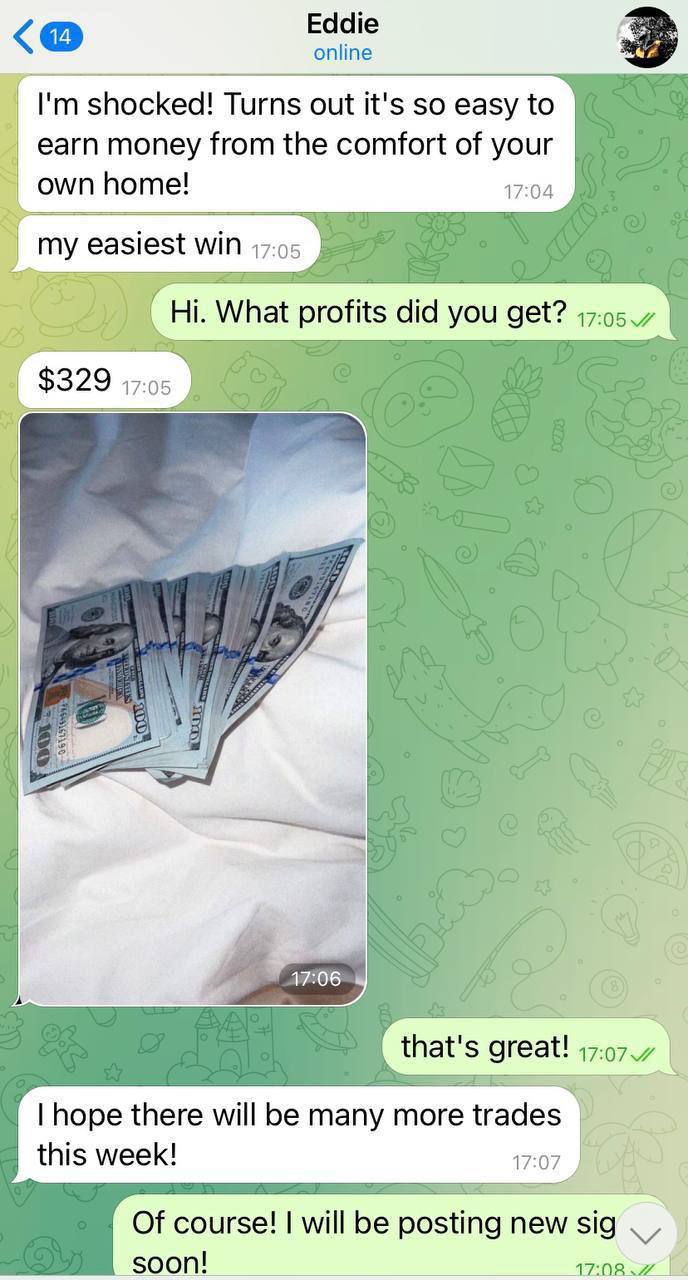 14
Eddie
online
I'm shocked! Turns out it's so easy to
earn money from the comfort of your
own home!
17:04
my easiest win 17:05
Hi. What profits did you get? 17:05
$329 17:05
100
100
100
17:06
that's great! 17:07
I hope there will be many more trades
this week!
17:07
Of course! I will be posting new sig
soon!
17:08